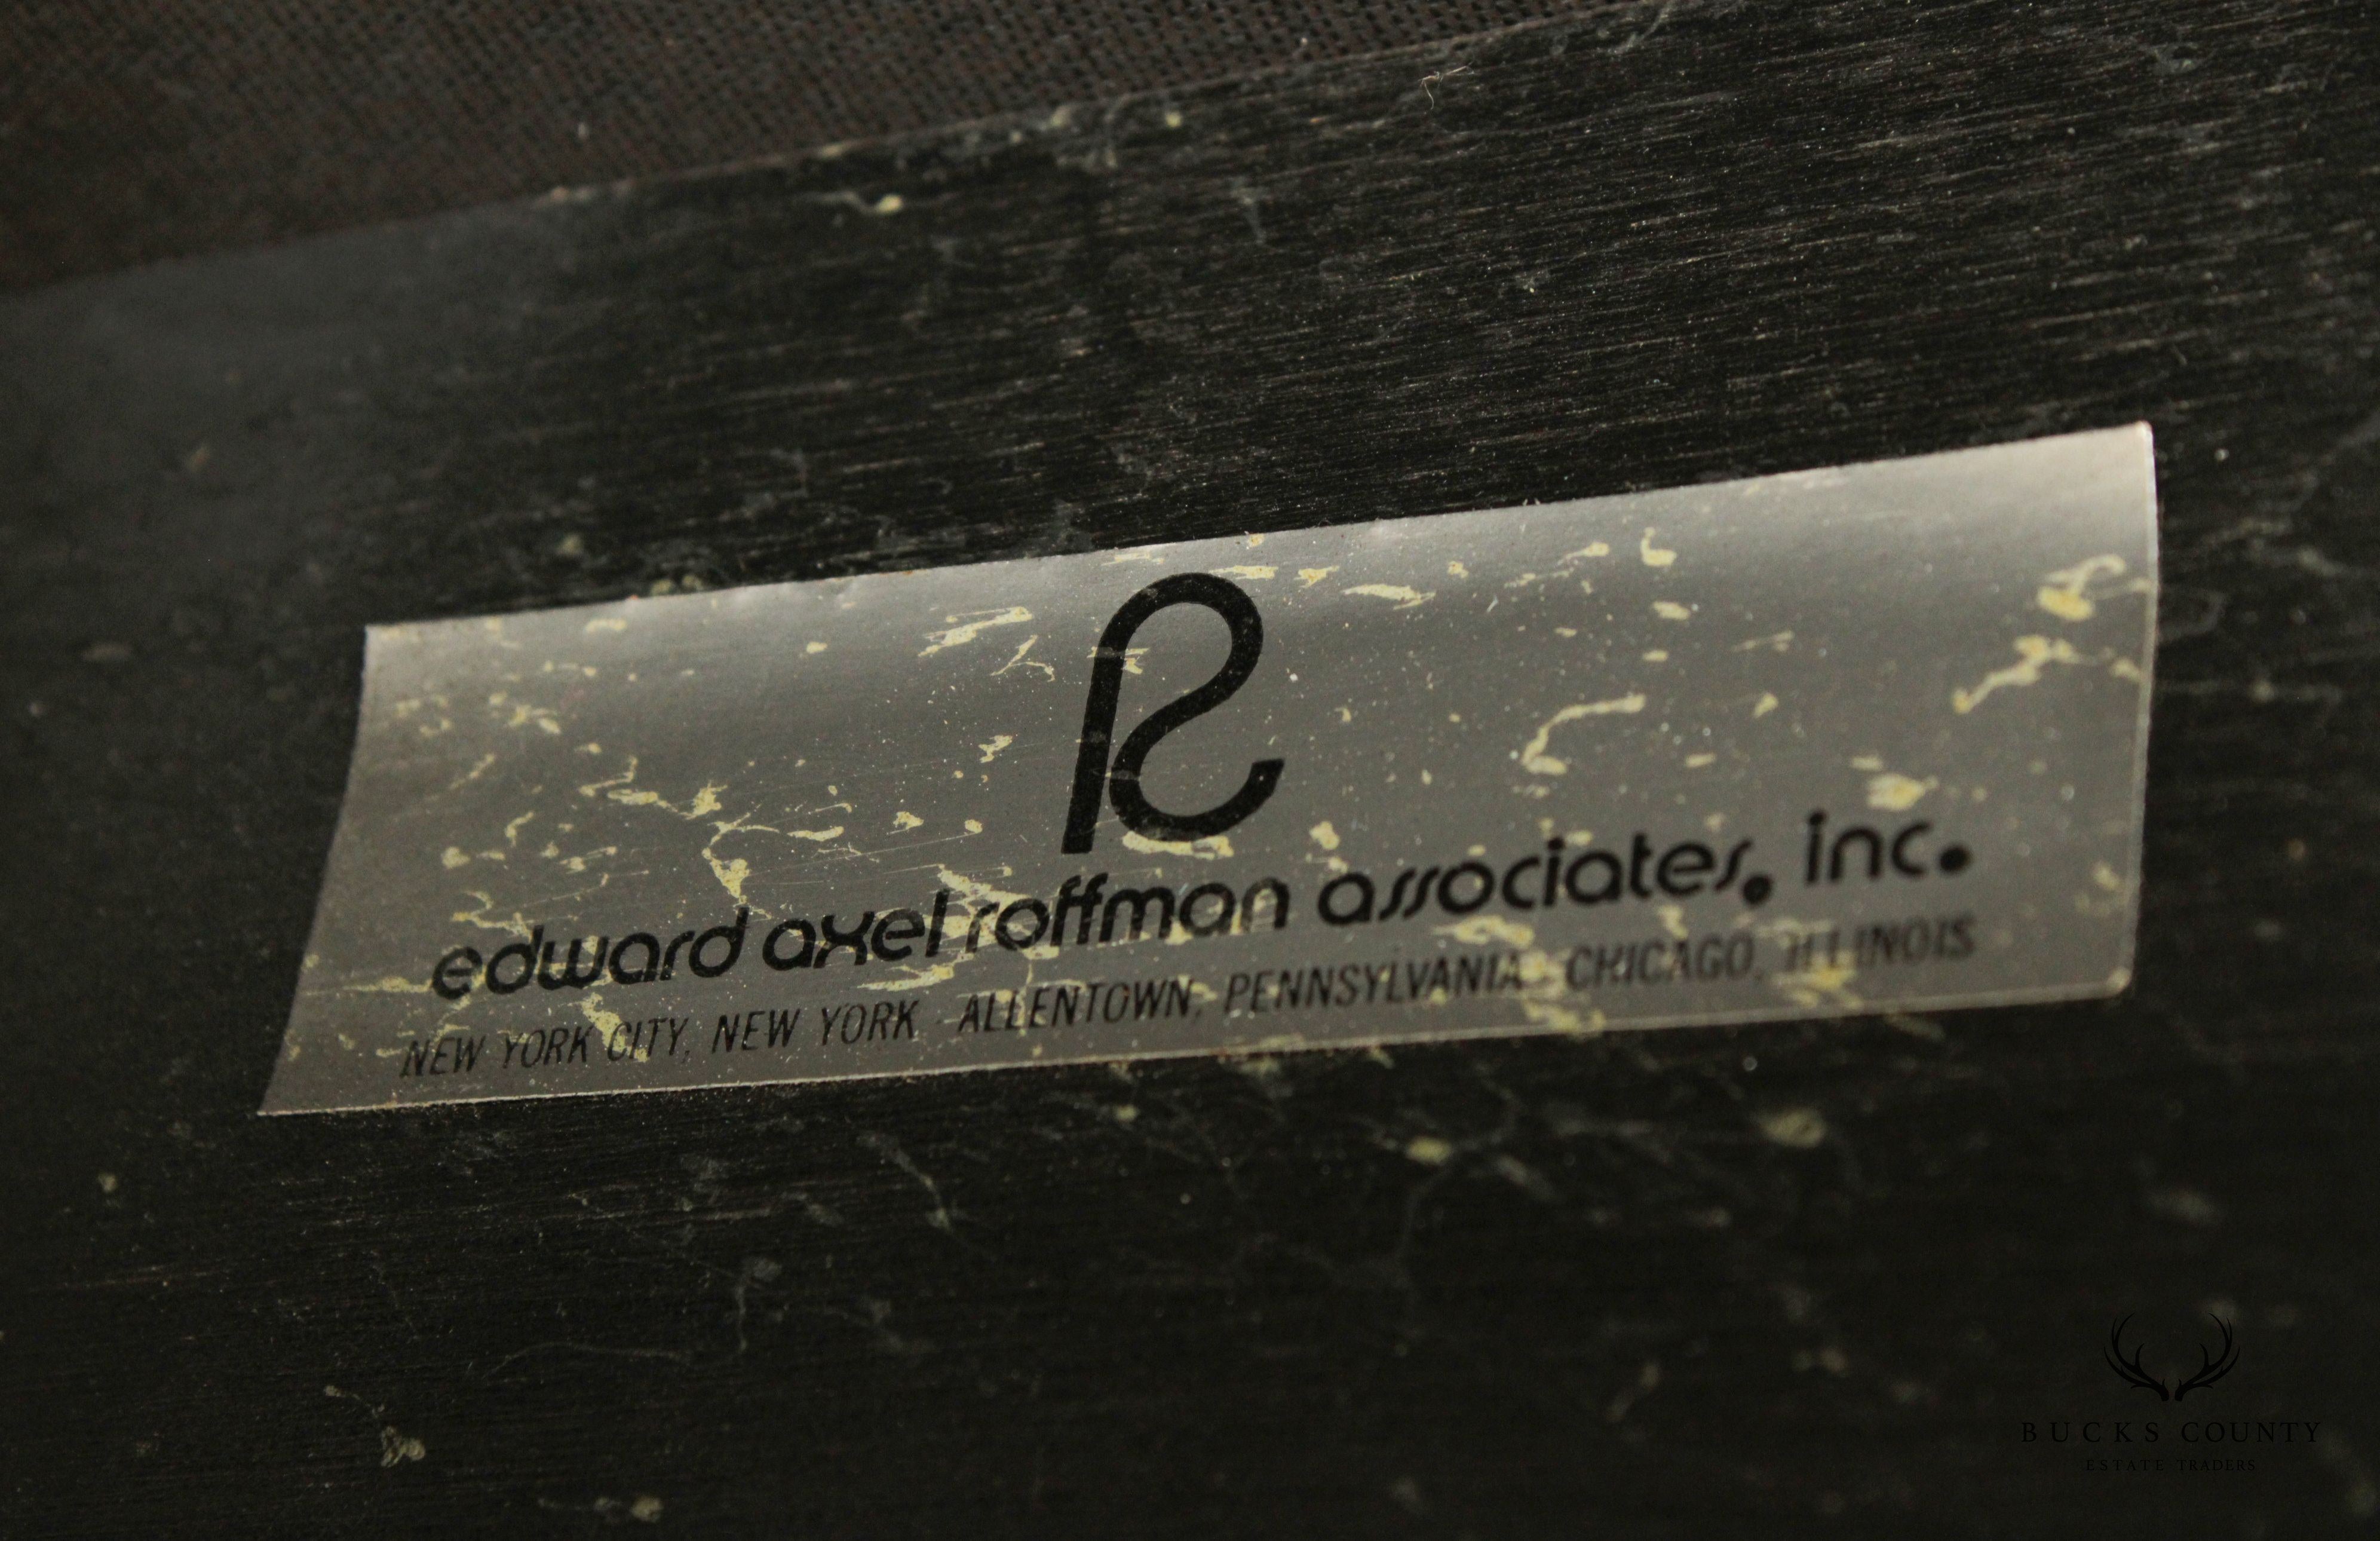 R
edward axel roffman associates, inc.
NEW YORK CITY, NEW YORK ALLENTOWN, PENNSYLVANIA CHICAGO, ILLINOIS
BUCKS COUNTY
ESTATE TRADERS